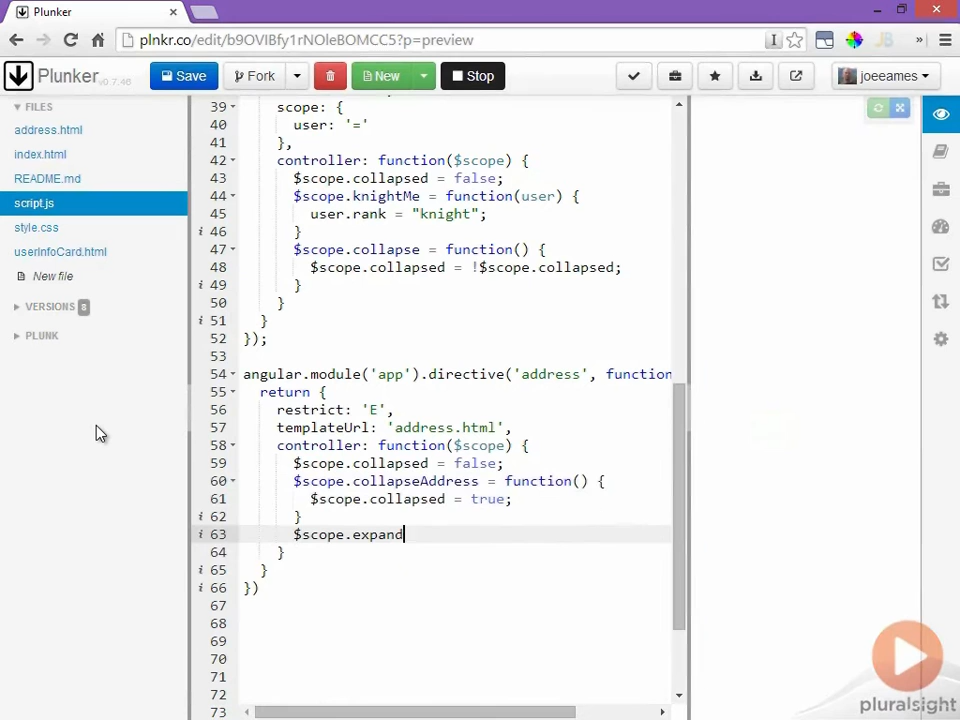 Plunker
plnkr.co/edit/b9OVIBfy1rNOleBOMCC5?p=preview
Plunker v0.7.46
Save
Fork
New
Stop
joeeames
FILES
address.html
index.html
README.md
script.js
style.css
userInfoCard.html
New file
VERSIONS 8
PLUNK
39 scope: {
40 user: '='
41 },
42 controller: function($scope) {
43 $scope.collapsed = false;
44 $scope.knightMe = function(user) {
45 user.rank = "knight";
i 46 }
47 $scope.collapse = function() {
48 $scope.collapsed = !$scope.collapsed;
i 49 }
50 }
i 51 }
52 });
53
54 angular.module('app').directive('address', function
55 return {
56 restrict: 'E',
57 templateUrl: 'address.html',
58 controller: function($scope) {
59 $scope.collapsed = false;
60 $scope.collapseAddress = function() {
61 $scope.collapsed = true;
i 62 }
i 63 $scope.expand
64 }
i 65 }
i 66 })
67
68
69
70
71
72
73
pluralsight